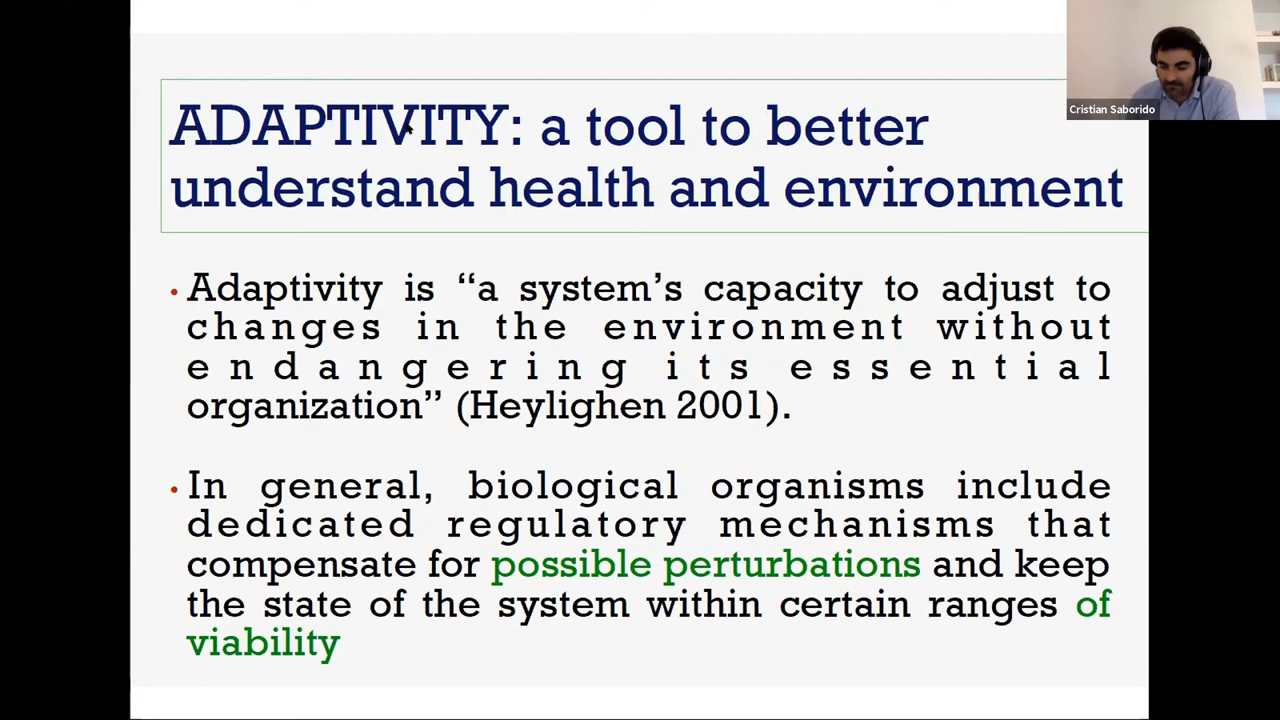 ADAPTIVITY: a tool to better
understand health and environment
Cristian Saborido
• Adaptivity is “a system’s capacity to adjust to
changes in the environment without
endangering its essential
organization” (Heylighen 2001).
• In general, biological organisms include
dedicated regulatory mechanisms that
compensate for possible perturbations and keep
the state of the system within certain ranges of
viability